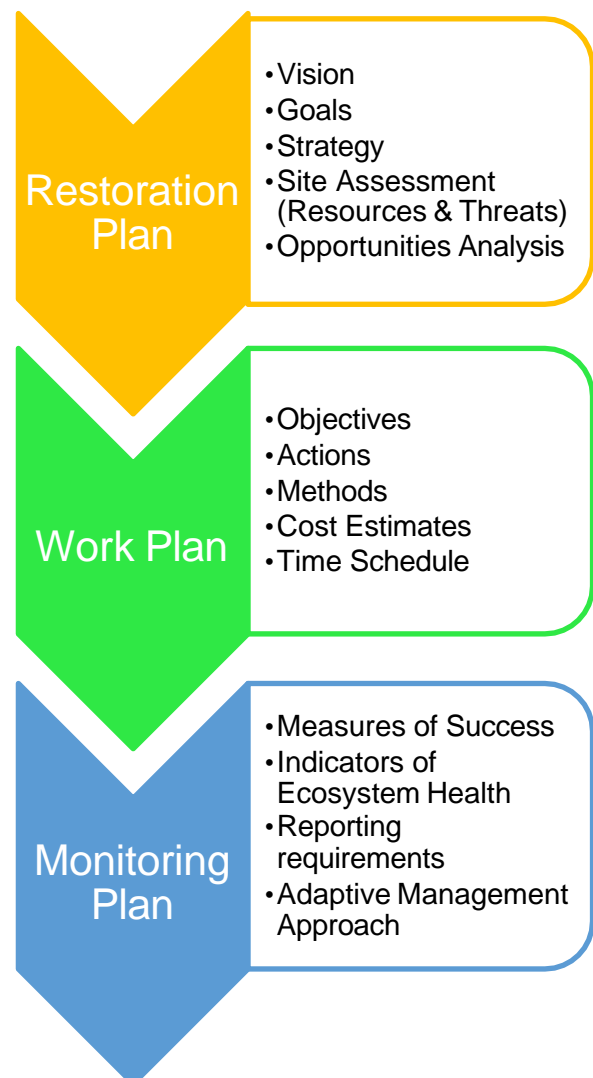 Restoration
Plan
•Vision
•Goals
•Strategy
•Site Assessment
(Resources & Threats)
•Opportunities Analysis
Work Plan
•Objectives
•Actions
•Methods
•Cost Estimates
•Time Schedule
Monitoring
Plan
•Measures of Success
•Indicators of
Ecosystem Health
•Reporting
requirements
•Adaptive Management
Approach